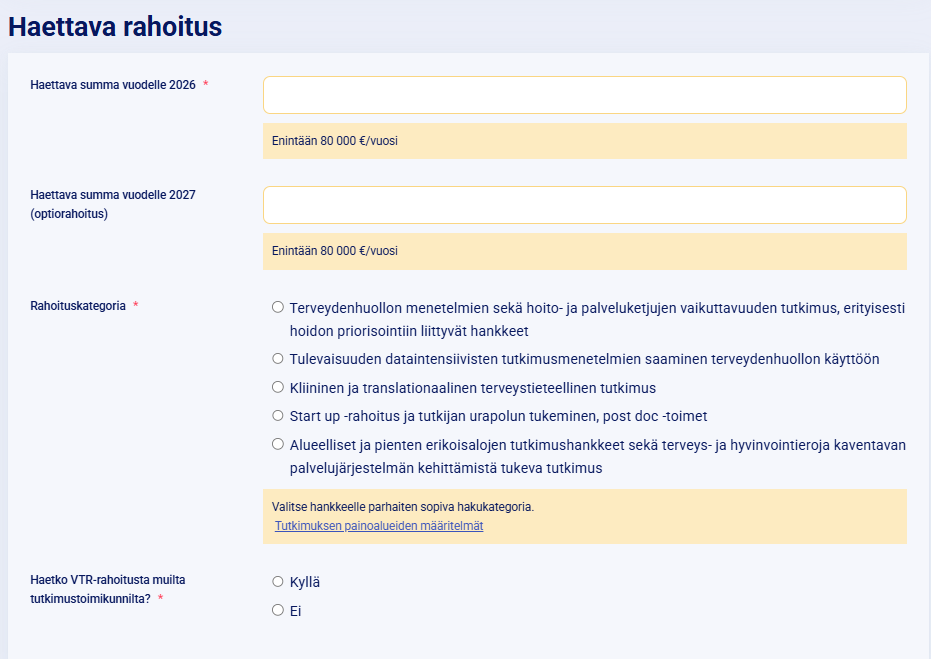 Haettava rahoitus
Haettava summa vuodelle 2026 *
Enintään 80 000 €/vuosi
Haettava summa vuodelle 2027
(optiorahoitus)
Enintään 80 000 €/vuosi
Rahoituskategoria *
Terveydenhuollon menetelmien sekä hoito- ja palveluketjujen vaikuttavuuden tutkimus, erityisesti
hoidon priorisointiin liittyvät hankkeet
Tulevaisuuden dataintensiivisten tutkimusmenetelmien saaminen terveydenhuollon käyttöön
Kliininen ja translationaalinen terveystieteellinen tutkimus
Start up -rahoitus ja tutkijan urapolun tukeminen, post doc -toimet
Alueelliset ja pienten erikoisalojen tutkimushankkeet sekä terveys- ja hyvinvointieroja kaventavan
palvelujärjestelmän kehittämistä tukeva tutkimus
Valitse hankkeelle parhaiten sopiva hakukategoria.
Tutkimuksen painoalueiden määritelmät
Haetko VTR-rahoitusta muilta
tutkimustoimikunnilta? *
Kyllä
Ei